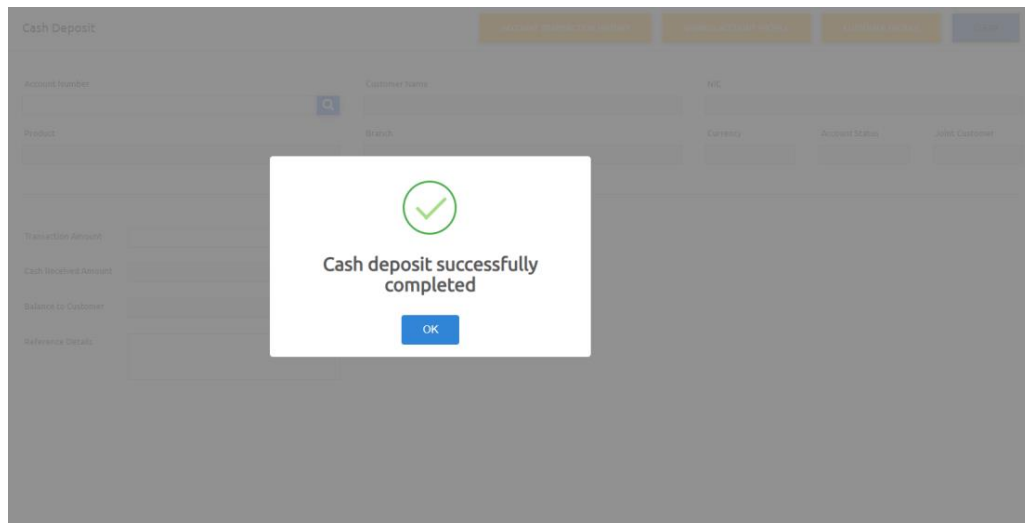 Cash Deposit
Account Number
Customer Name
NIC
Product
Branch
Currency
Account Status
Joint Customer
Cash deposit successfully
completed
OK
Transaction Amount
Cash Received Amount
Balance to Customer
Reference Details